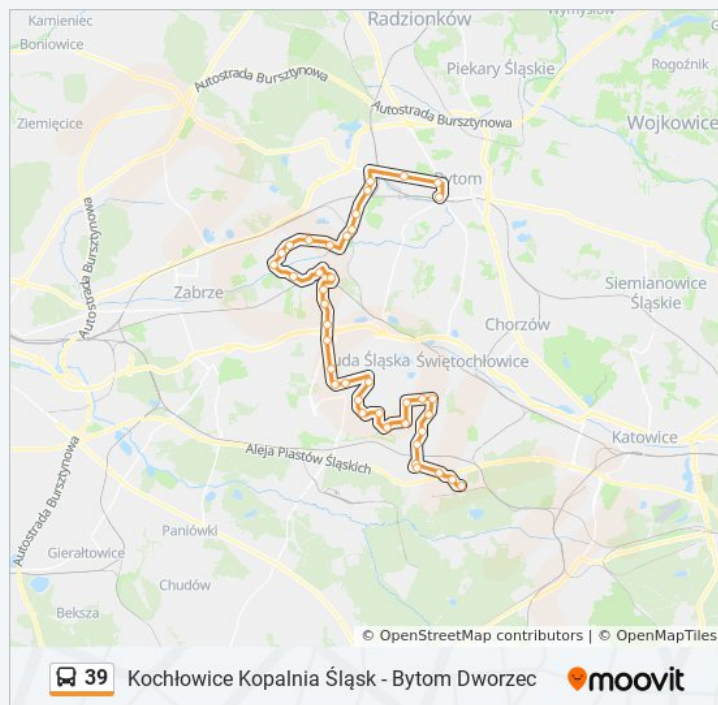 Radzionków
Kamieniec
Boniowice
Wymysłów
Piekary Śląskie
Rogoźnik
Autostrada Bursztynowa
Autostrada Bursztynowa
Ziemięcice
Wojkowice
Bytom
Autostrada Bursztynowa
Zabrze
Siemianowice
Śląskie
Chorzów
uda Śląska
Świętochłowice
Katowice
Aleja Piastów Śląskich
Autostrada Bursztynowa
Paniówki
Gierałtowice
Chudów
Beksza
© OpenStreetMap contributors | © OpenMapTiles
39 Kochłowice Kopalnia Śląsk - Bytom Dworzec moovit